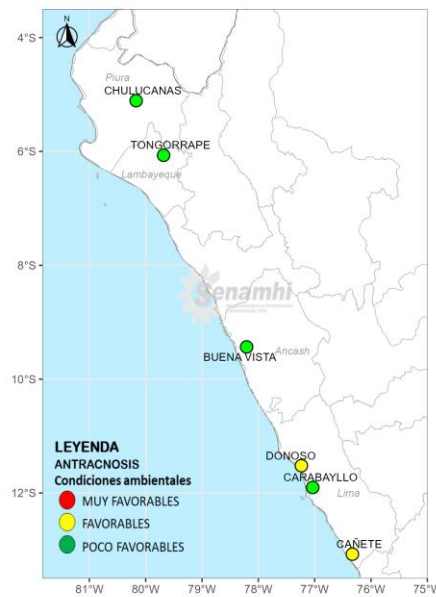 4°S
N
Piura
CHULUCANAS
6°S
TONGORRAPE
Lambayeque
8°S
Senamhi
BUENA VISTA
Ancash
10°S
LEYENDA
ANTRACNOSIS
Condiciones ambientales
MUY FAVORABLES
FAVORABLES
POCO FAVORABLES
DONOSO
CARABAYLLO
Lima
12°S
CAÑETE
81°W 80°W 79°W 78°W 77°W 76°W 75°W